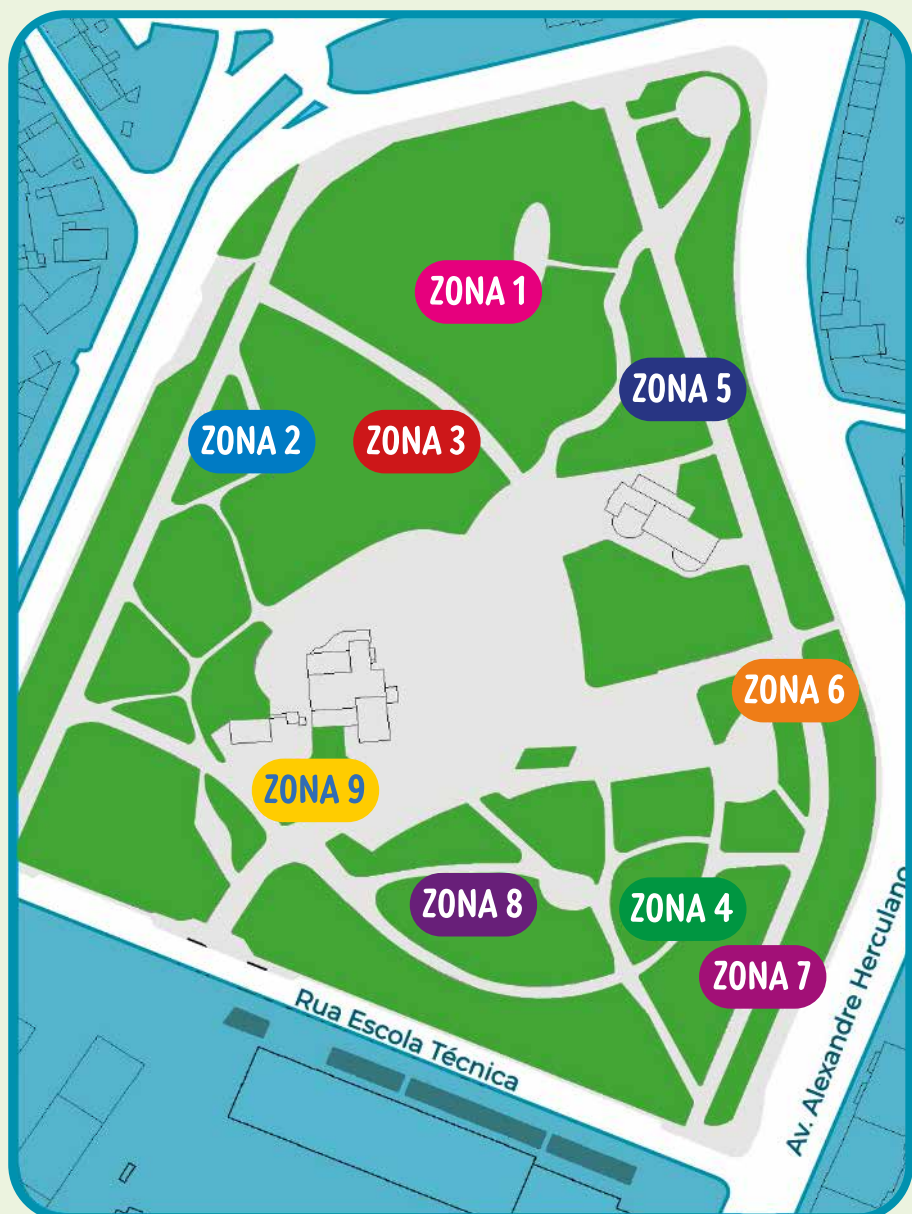 ZONA 1
ZONA 5
ZONA 2
ZONA 3
ZONA 6
ZONA 9
ZONA 8
ZONA 4
ZONA 7
Rua Escola Técnica
Av. Alexandre Herculano